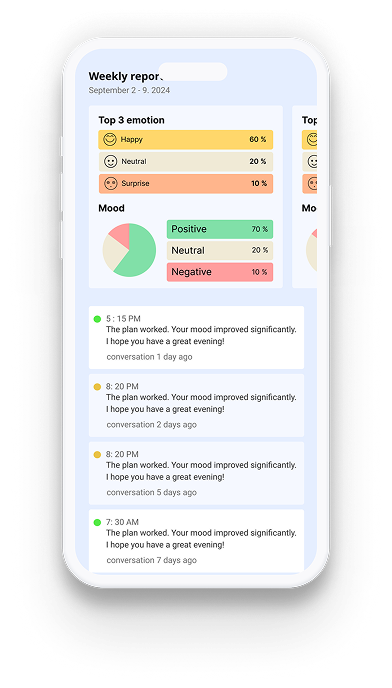 Weekly report
September 2 - 9. 2024
Top 3 emotion
Happy 60 %
Neutral 20 %
Surprise 10 %
Mood
Positive 70 %
Neutral 20 %
Negative 10 %
Top
Mo
5 : 15 PM
The plan worked. Your mood improved significantly.
I hope you have a great evening!
conversation 1 day ago
8: 20 PM
The plan worked. Your mood improved significantly.
I hope you have a great evening!
conversation 2 days ago
8: 20 PM
The plan worked. Your mood improved significantly.
I hope you have a great evening!
conversation 5 days ago
7: 30 AM
The plan worked. Your mood improved significantly.
I hope you have a great evening!
conversation 7 days ago